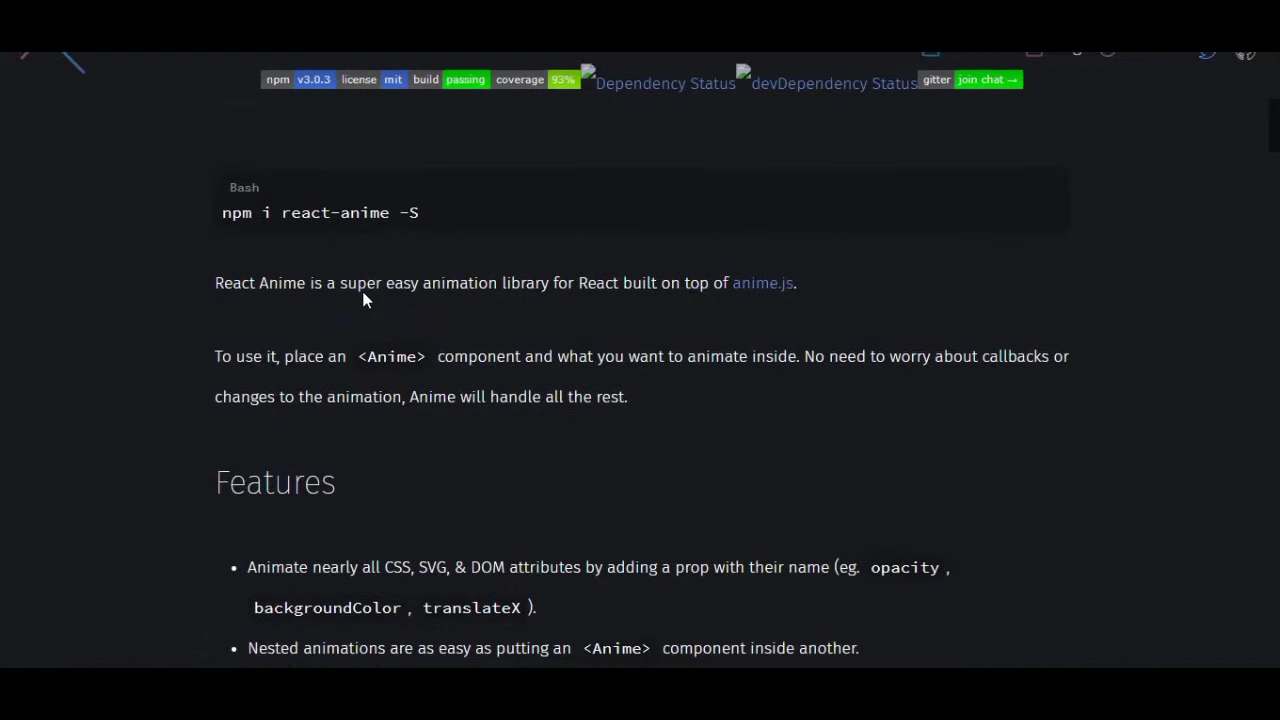 npm v3.0.3 license mit build passing coverage 93% Dependency Status devDependency Status gitter join chat →
Bash
npm i react-anime -S
React Anime is a super easy animation library for React built on top of anime.js.
To use it, place an <Anime> component and what you want to animate inside. No need to worry about callbacks or
changes to the animation, Anime will handle all the rest.
Features
• Animate nearly all CSS, SVG, & DOM attributes by adding a prop with their name (eg. opacity ,
backgroundColor , translateX ).
• Nested animations are as easy as putting an <Anime> component inside another.